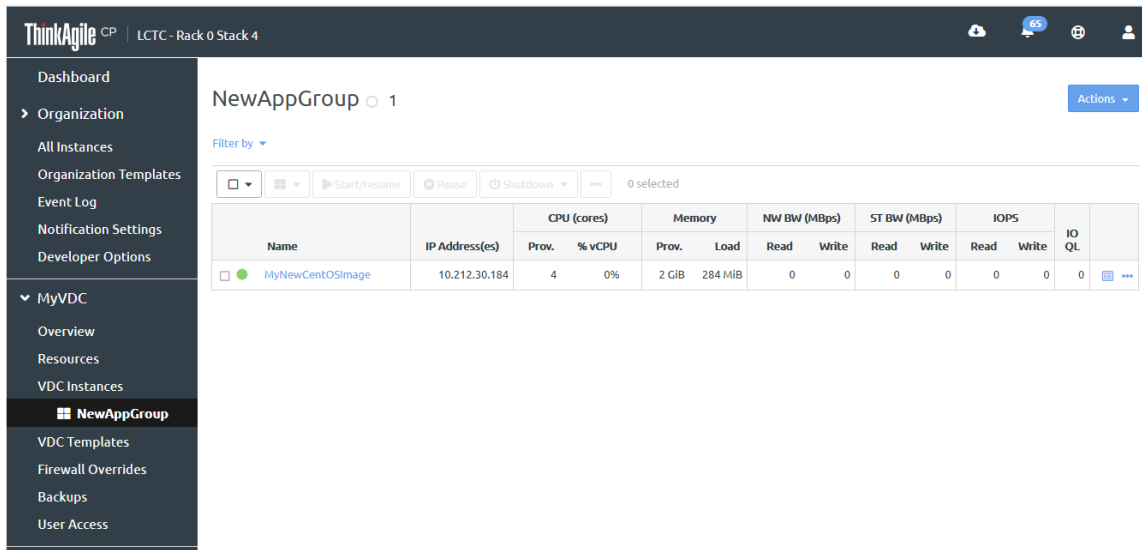 ThinkAgile CP | LCTC - Rack 0 Stack 4
65
Dashboard
Organization
All Instances
Organization Templates
Event Log
Notification Settings
Developer Options
MyVDC
Overview
Resources
VDC Instances
NewAppGroup
VDC Templates
Firewall Overrides
Backups
User Access
NewAppGroup 1
Actions
Filter by
Start/resume Pause Shutdown 0 selected
CPU (cores) Memory NW BW (MBps) ST BW (MBps) IOPS
Name IP Address(es) Prov. % vCPU Prov. Load Read Write Read Write Read Write IO QL
MyNewCentOSImage 10.212.30.184 4 0% 2 GiB 284 MiB 0 0 0 0 0 0 0